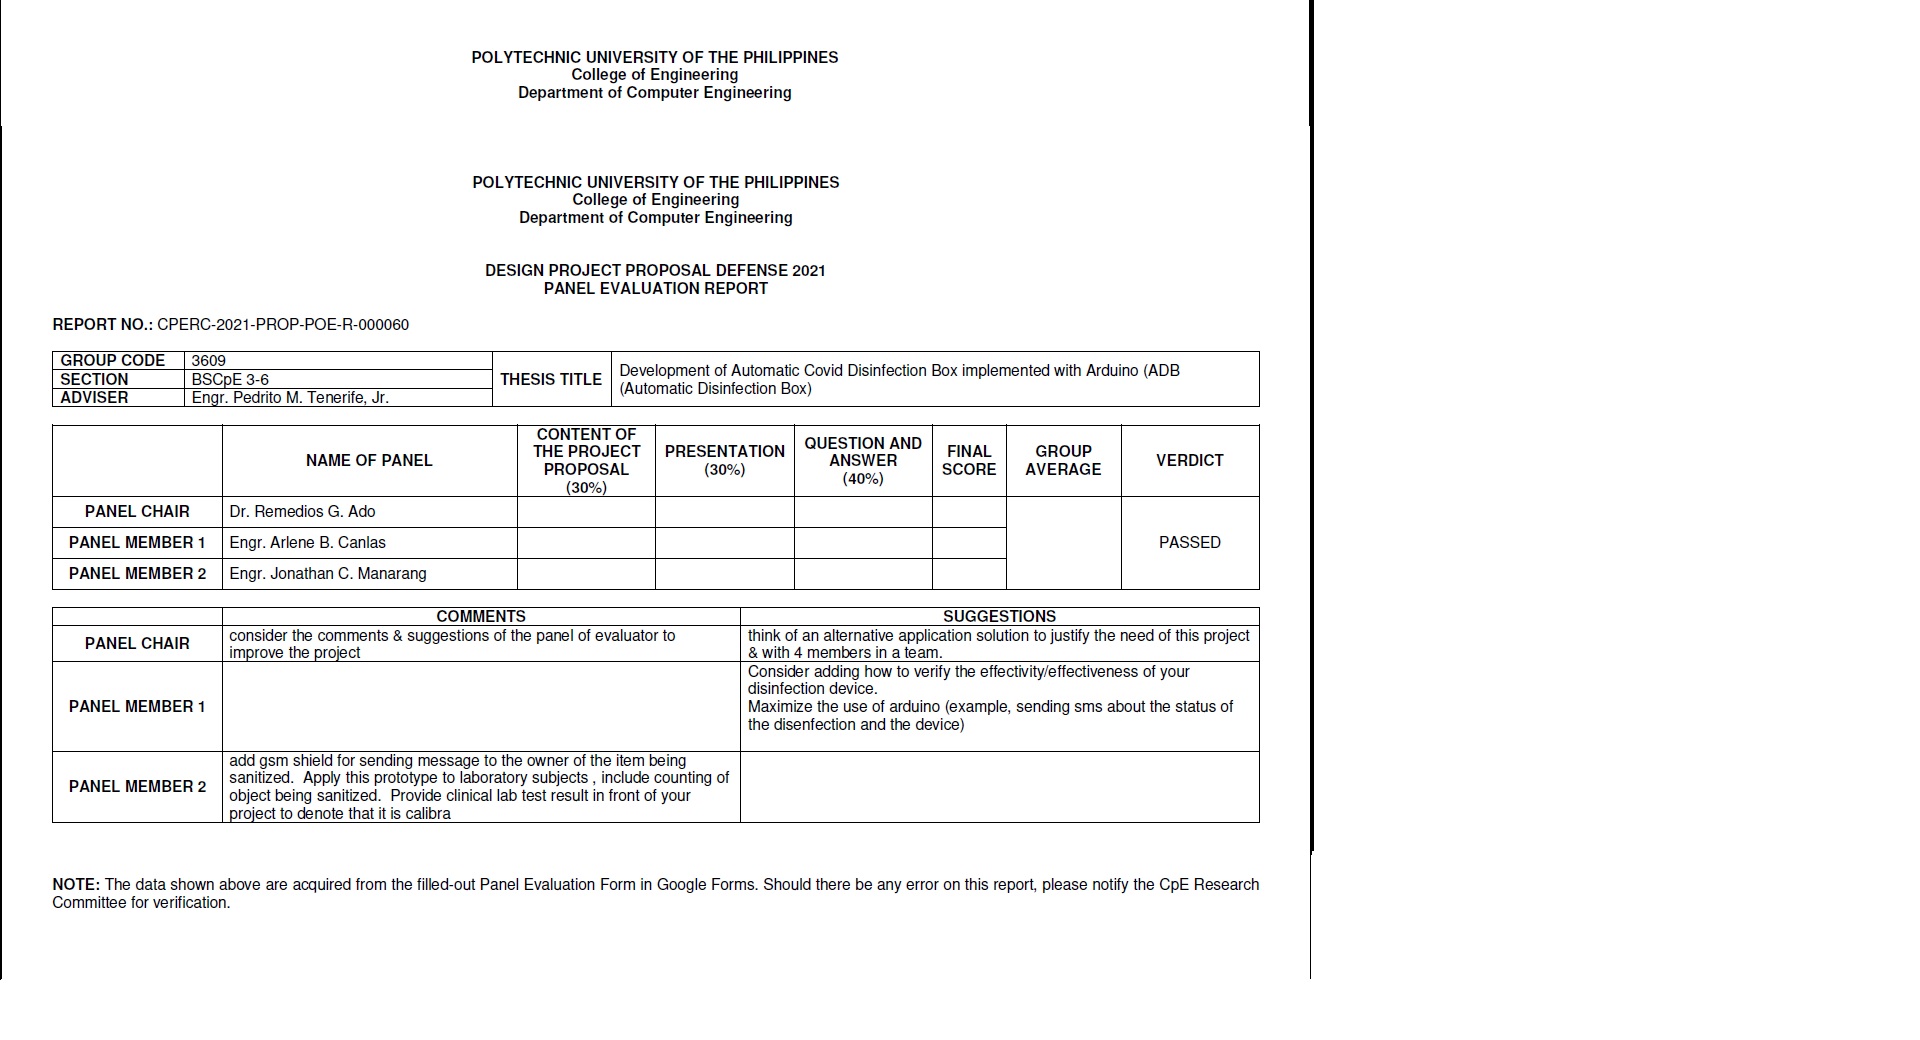 POLYTECHNIC UNIVERSITY OF THE PHILIPPINES
College of Engineering
Department of Computer Engineering
POLYTECHNIC UNIVERSITY OF THE PHILIPPINES
College of Engineering
Department of Computer Engineering
DESIGN PROJECT PROPOSAL DEFENSE 2021
PANEL EVALUATION REPORT
REPORT NO.: CPERC-2021-PROP-POE-R-000060
GROUP CODE 3609
SECTION BSCpE 3-6
ADVISER Engr. Pedrito M. Tenerife, Jr.
THESIS TITLE
Development of Automatic Covid Disinfection Box implemented with Arduino (ADB
(Automatic Disinfection Box)
NAME OF PANEL
CONTENT OF
THE PROJECT
PROPOSAL
(30%)
PRESENTATION
(30%)
QUESTION AND
ANSWER
(40%)
FINAL
SCORE
GROUP
AVERAGE
VERDICT
PANEL CHAIR Dr. Remedios G. Ado
PANEL MEMBER 1 Engr. Arlene B. Canlas
PANEL MEMBER 2 Engr. Jonathan C. Manarang
PASSED
COMMENTS SUGGESTIONS
PANEL CHAIR
consider the comments & suggestions of the panel of evaluator to
improve the project
think of an alternative application solution to justify the need of this project
& with 4 members in a team.
PANEL MEMBER 1
Consider adding how to verify the effectivity/effectiveness of your
disinfection device.
Maximize the use of arduino (example, sending sms about the status of
the disenfection and the device)
PANEL MEMBER 2
add gsm shield for sending message to the owner of the item being
sanitized.  Apply this prototype to laboratory subjects , include counting of
object being sanitized.  Provide clinical lab test result in front of your
project to denote that it is calibra
NOTE: The data shown above are acquired from the filled-out Panel Evaluation Form in Google Forms. Should there be any error on this report, please notify the CpE Research
Committee for verification.